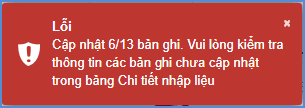 Lỗi
Cập nhật 6/13 bản ghi. Vui lòng kiểm tra
thông tin các bản ghi chưa cập nhật
trong bảng Chi tiết nhập liệu